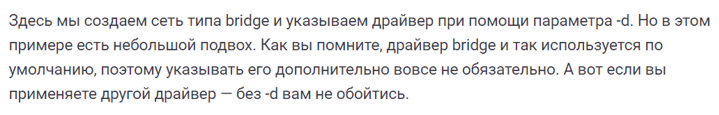 Здесь мы создаем сеть типа bridge и указываем драйвер при помощи параметра -d. Но в этом
примере есть небольшой подвох. Как вы помните, драйвер bridge и так используется по
умолчанию, поэтому указывать его дополнительно вовсе не обязательно. А вот если вы
применяете другой драйвер — без -d вам не обойтись.